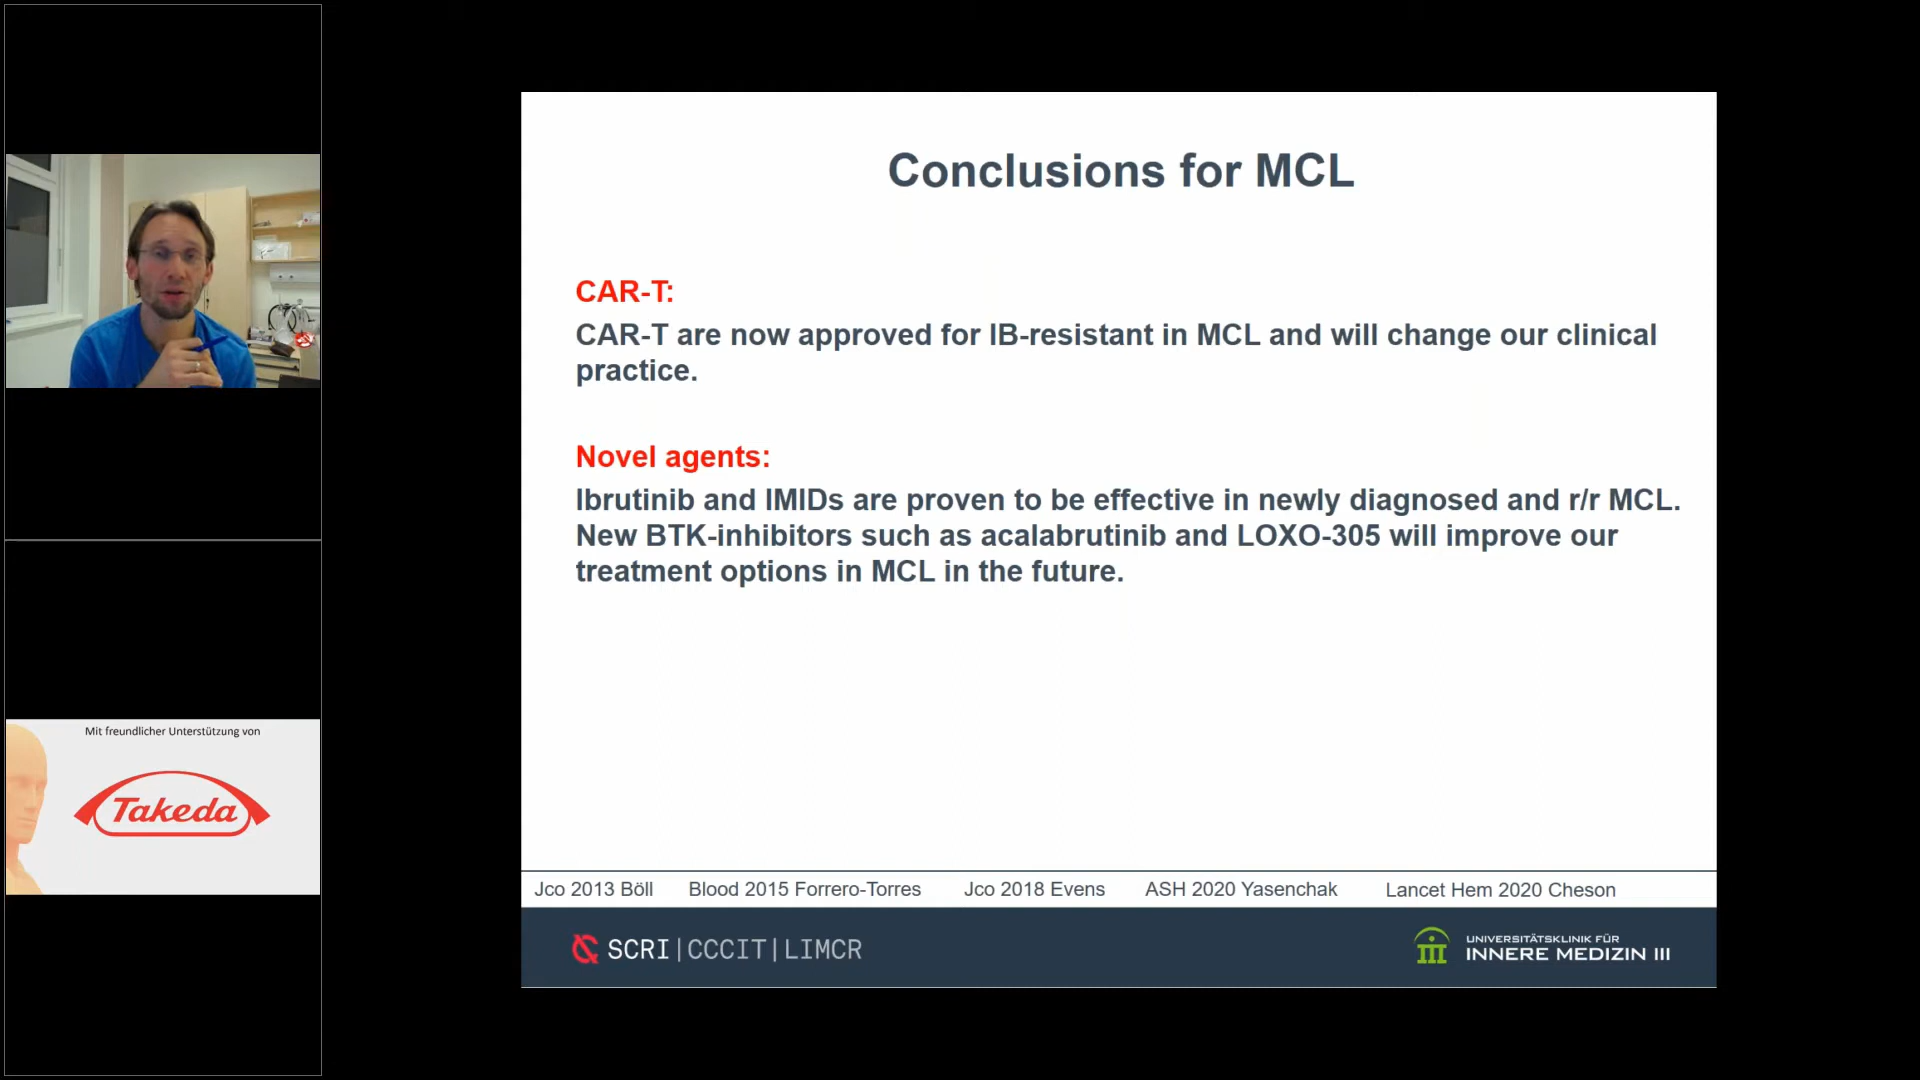 Conclusions for MCL
CAR-T:
CAR-T are now approved for IB-resistant in MCL and will change our clinical
practice.
Novel agents:
Ibrutinib and IMIDs are proven to be effective in newly diagnosed and r/r MCL.
New BTK-inhibitors such as acalabrutinib and LOXO-305 will improve our
treatment options in MCL in the future.
Jco 2013 Böll Blood 2015 Forrero-Torres Jco 2018 Evens ASH 2020 Yasenchak Lancet Hem 2020 Cheson
SCRI|CCCIT|LIMCR
UNIVERSITÄTSKLINIK FÜR
INNERE MEDIZIN III
Mit freundlicher Unterstützung von
Takeda